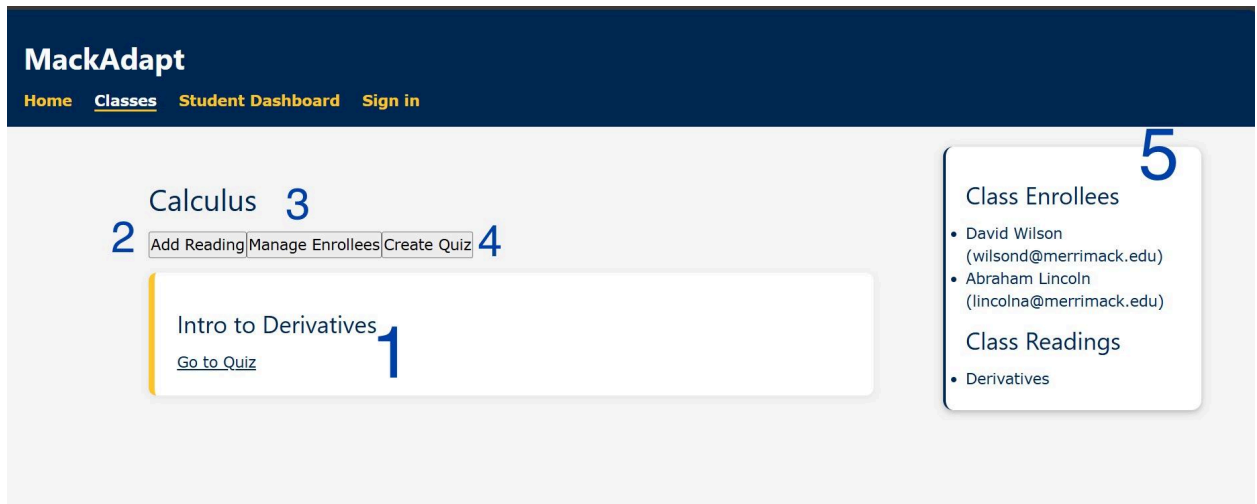 MackAdapt
Home Classes Student Dashboard Sign in
5
Calculus 3
2 Add Reading Manage Enrollees Create Quiz 4
Intro to Derivatives
1
Go to Quiz
Class Enrollees
David Wilson
(wilsond@merrimack.edu)
Abraham Lincoln
(lincolna@merrimack.edu)
Class Readings
Derivatives